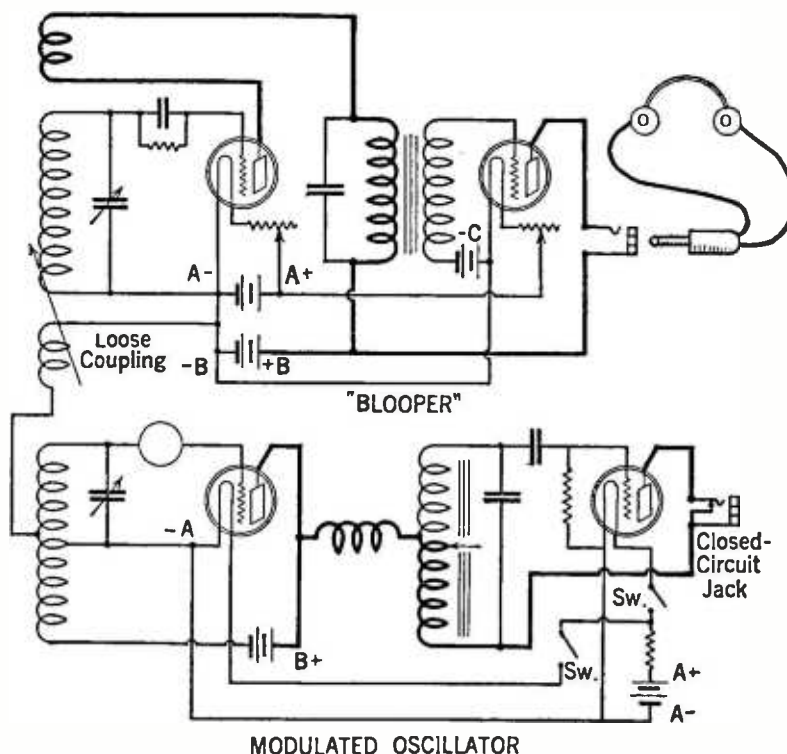 -C
A-
A+
Loose
Coupling
-B
+B
"BLOOPER"
-A
B+
Closed-
Circuit
Jack
Sw.
Sw.
A+
A-
MODULATED OSCILLATOR